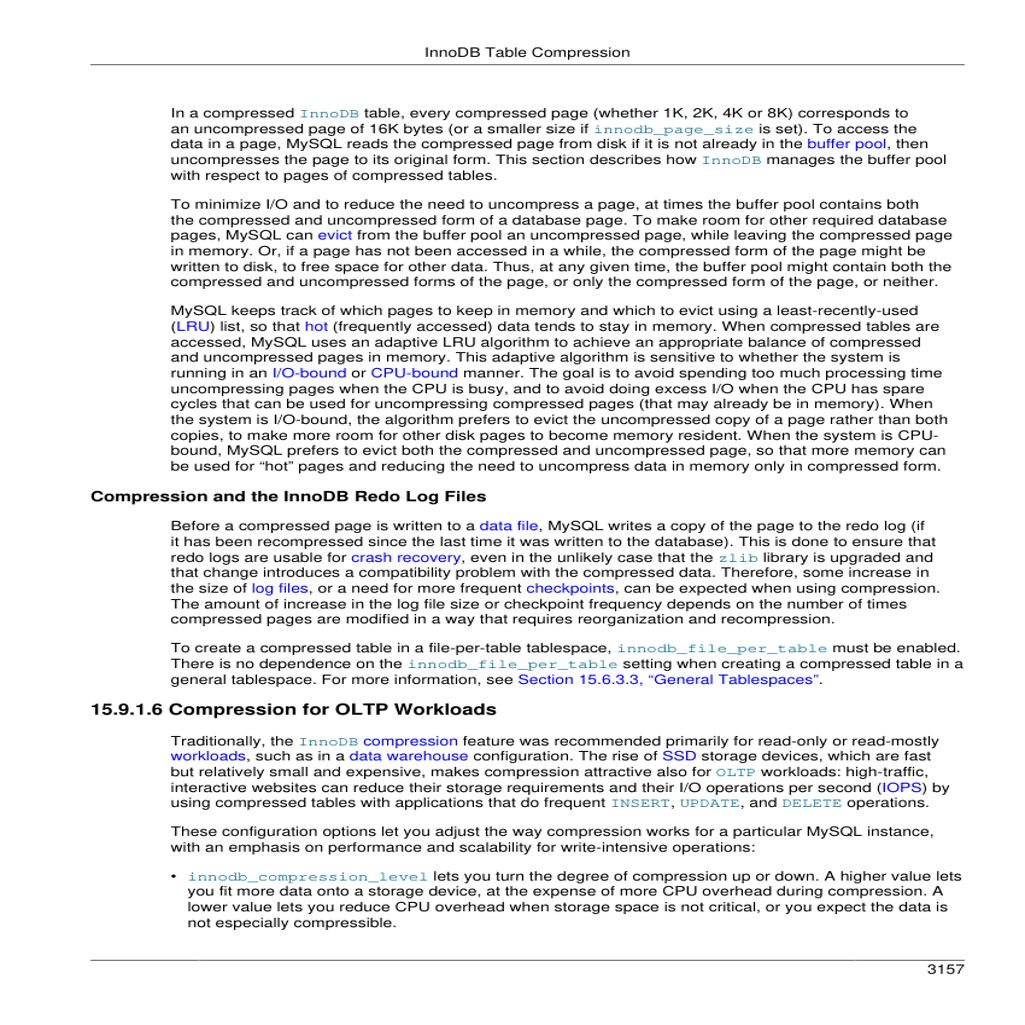 InnoDB Table Compression
In a compressed InnoDB table, every compressed page (whether 1K, 2K, 4K or 8K) corresponds to
an uncompressed page of 16K bytes (or a smaller size if innodb_page_size is set). To access the
data in a page, MySQL reads the compressed page from disk if it is not already in the buffer pool, then
uncompresses the page to its original form. This section describes how InnoDB manages the buffer pool
with respect to pages of compressed tables.
To minimize I/O and to reduce the need to uncompress a page, at times the buffer pool contains both
the compressed and uncompressed form of a database page. To make room for other required database
pages, MySQL can evict from the buffer pool an uncompressed page, while leaving the compressed page
in memory. Or, if a page has not been accessed in a while, the compressed form of the page might be
written to disk, to free space for other data. Thus, at any given time, the buffer pool might contain both the
compressed and uncompressed forms of the page, or only the compressed form of the page, or neither.
MySQL keeps track of which pages to keep in memory and which to evict using a least-recently-used
(LRU) list, so that hot (frequently accessed) data tends to stay in memory. When compressed tables are
accessed, MySQL uses an adaptive LRU algorithm to achieve an appropriate balance of compressed
and uncompressed pages in memory. This adaptive algorithm is sensitive to whether the system is
running in an I/O-bound or CPU-bound manner. The goal is to avoid spending too much processing time
uncompressing pages when the CPU is busy, and to avoid doing excess I/O when the CPU has spare
cycles that can be used for uncompressing compressed pages (that may already be in memory). When
the system is I/O-bound, the algorithm prefers to evict the uncompressed copy of a page rather than both
copies, to make more room for other disk pages to become memory resident. When the system is CPU-
bound, MySQL prefers to evict both the compressed and uncompressed page, so that more memory can
be used for “hot” pages and reducing the need to uncompress data in memory only in compressed form.
Compression and the InnoDB Redo Log Files
Before a compressed page is written to a data file, MySQL writes a copy of the page to the redo log (if
it has been recompressed since the last time it was written to the database). This is done to ensure that
redo logs are usable for crash recovery, even in the unlikely case that the zlib library is upgraded and
that change introduces a compatibility problem with the compressed data. Therefore, some increase in
the size of log files, or a need for more frequent checkpoints, can be expected when using compression.
The amount of increase in the log file size or checkpoint frequency depends on the number of times
compressed pages are modified in a way that requires reorganization and recompression.
To create a compressed table in a file-per-table tablespace, innodb_file_per_table must be enabled.
There is no dependence on the innodb_file_per_table setting when creating a compressed table in a
general tablespace. For more information, see Section 15.6.3.3, “General Tablespaces”.
15.9.1.6 Compression for OLTP Workloads
Traditionally, the InnoDB compression feature was recommended primarily for read-only or read-mostly
workloads, such as in a data warehouse configuration. The rise of SSD storage devices, which are fast
but relatively small and expensive, makes compression attractive also for OLTP workloads: high-traffic,
interactive websites can reduce their storage requirements and their I/O operations per second (IOPS) by
using compressed tables with applications that do frequent INSERT, UPDATE, and DELETE operations.
These configuration options let you adjust the way compression works for a particular MySQL instance,
with an emphasis on performance and scalability for write-intensive operations:
• innodb_compression_level lets you turn the degree of compression up or down. A higher value lets
you fit more data onto a storage device, at the expense of more CPU overhead during compression. A
lower value lets you reduce CPU overhead when storage space is not critical, or you expect the data is
not especially compressible.
3157